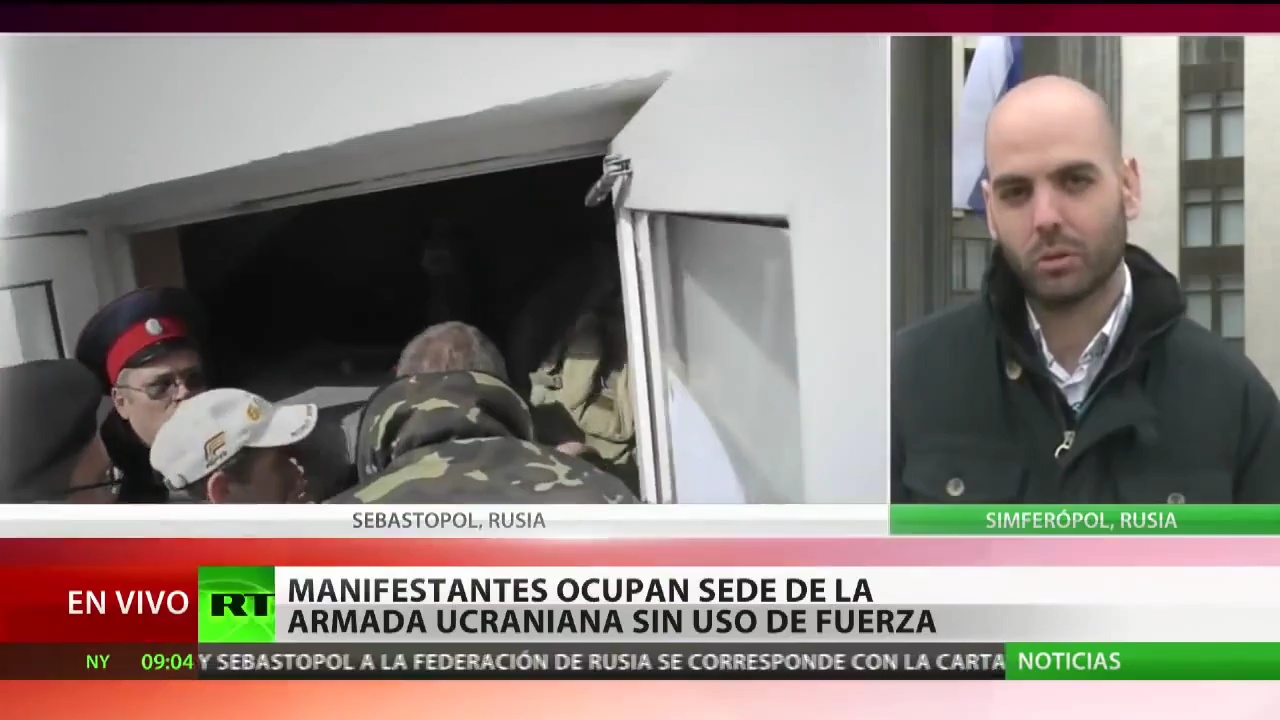 SEBASTOPOL, RUSIA
SIMFERÓPOL, RUSIA
EN VIVO
RT
MANIFESTANTES OCUPAN SEDE DE LA
ARMADA UCRANIANA SIN USO DE FUERZA
NY 09:04 Y SEBASTOPOL A LA FEDERACIÓN DE RUSIA SE CORRESPONDE CON LA CARTA NOTICIAS